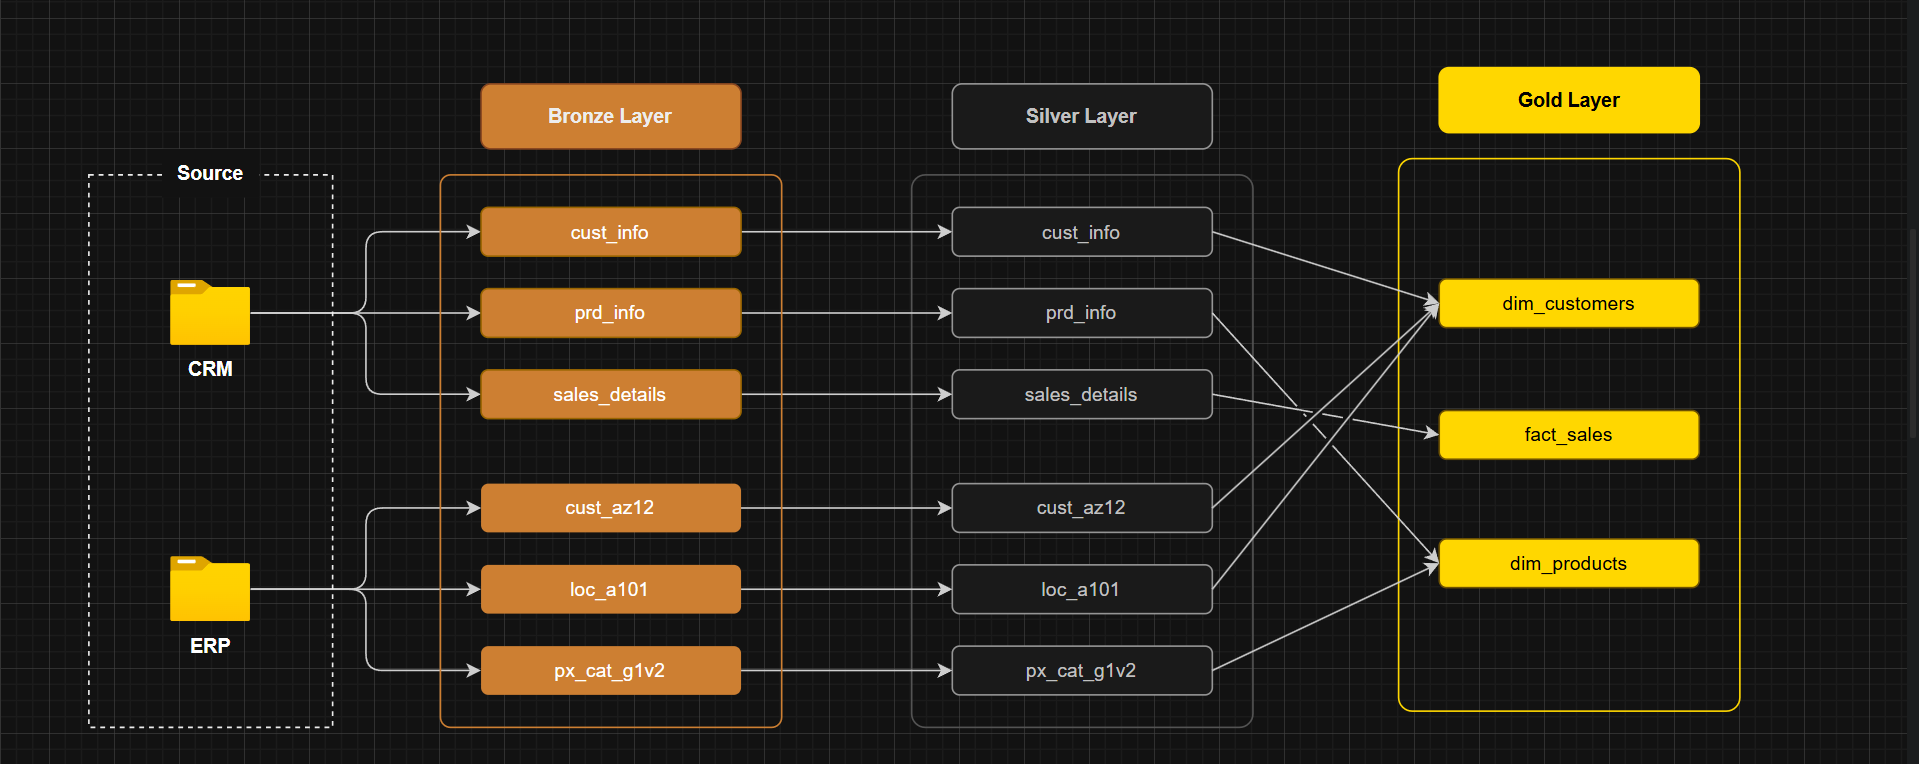 Source
CRM
ERP
Bronze Layer
cust_info
prd_info
sales_details
cust_az12
loc_a101
px_cat_g1v2
Silver Layer
cust_info
prd_info
sales_details
cust_az12
loc_a101
px_cat_g1v2
Gold Layer
dim_customers
fact_sales
dim_products